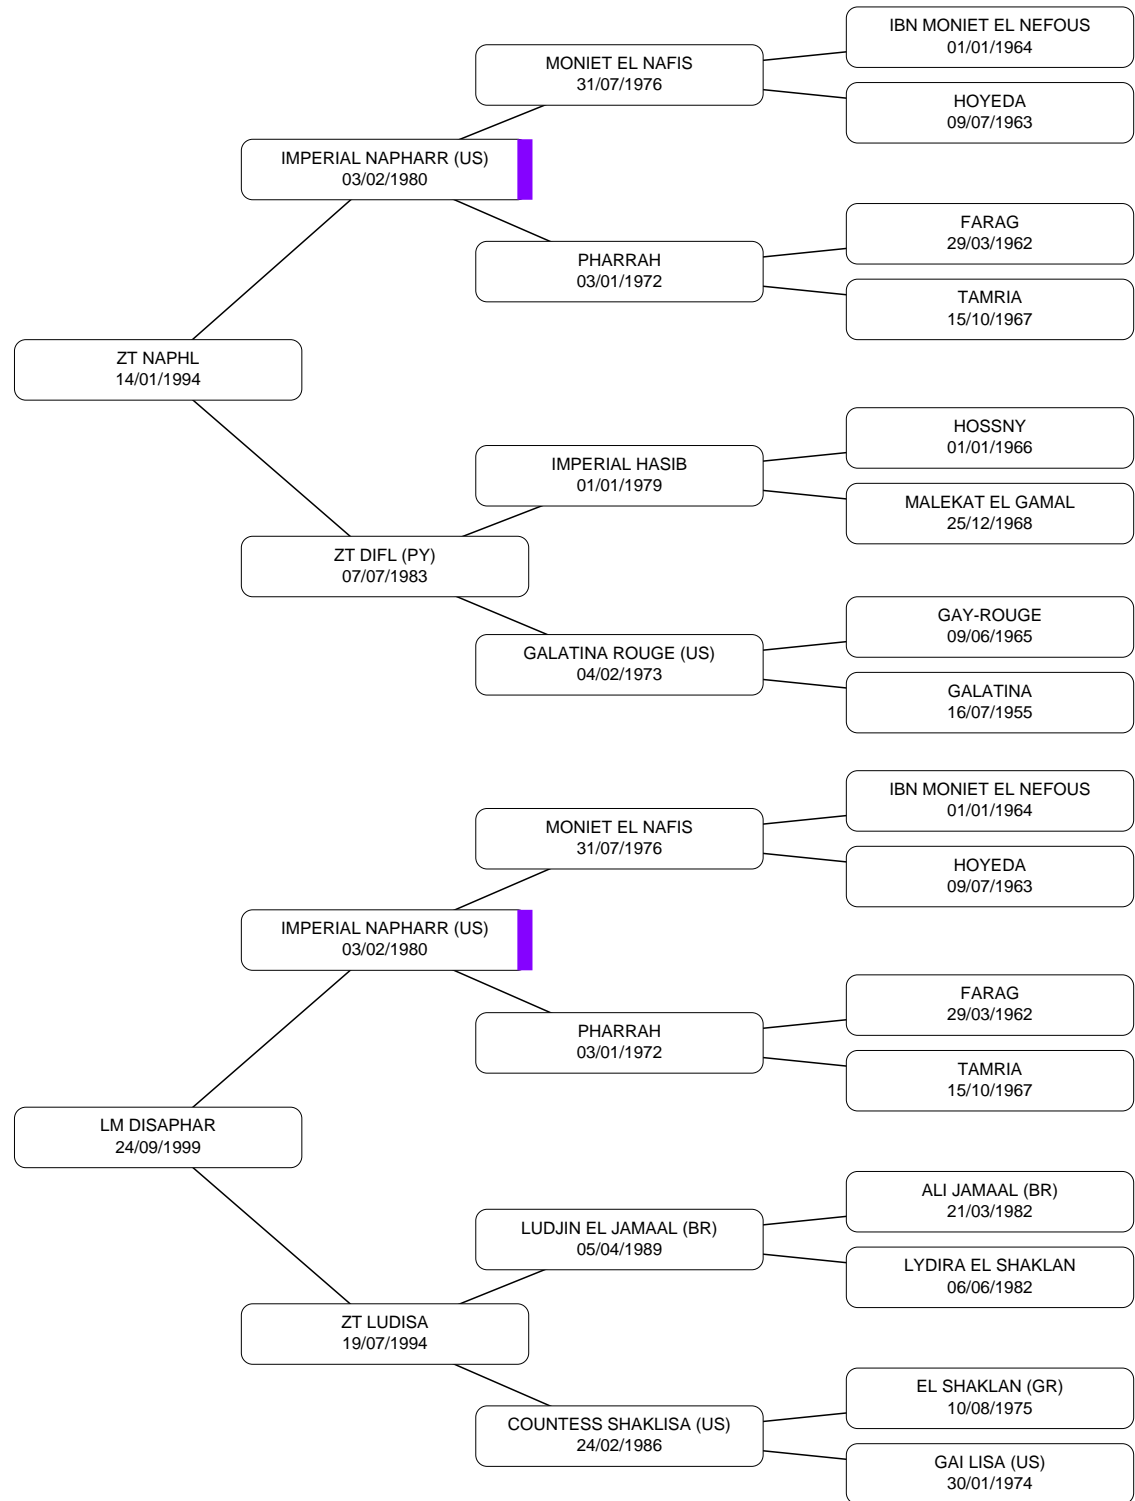 IBN MONIET EL NEFOUS
01/01/1964
MONIET EL NAFIS
31/07/1976
HOYEDA
09/07/1963
IMPERIAL NAPHARR (US)
03/02/1980
FARAG
29/03/1962
PHARRAH
03/01/1972
TAMRIA
15/10/1967
ZT NAPHL
14/01/1994
HOSSNY
01/01/1966
IMPERIAL HASIB
01/01/1979
MALEKAT EL GAMAL
25/12/1968
ZT DIFL (PY)
07/07/1983
GAY-ROUGE
09/06/1965
GALATINA ROUGE (US)
04/02/1973
GALATINA
16/07/1955
IBN MONIET EL NEFOUS
01/01/1964
MONIET EL NAFIS
31/07/1976
HOYEDA
09/07/1963
IMPERIAL NAPHARR (US)
03/02/1980
FARAG
29/03/1962
PHARRAH
03/01/1972
TAMRIA
15/10/1967
LM DISAPHAR
24/09/1999
ALI JAMAAL (BR)
21/03/1982
LUDJIN EL JAMAAL (BR)
05/04/1989
LYDIRA EL SHAKLAN
06/06/1982
ZT LUDISA
19/07/1994
EL SHAKLAN (GR)
10/08/1975
COUNTESS SHAKLISA (US)
24/02/1986
GAI LISA (US)
30/01/1974